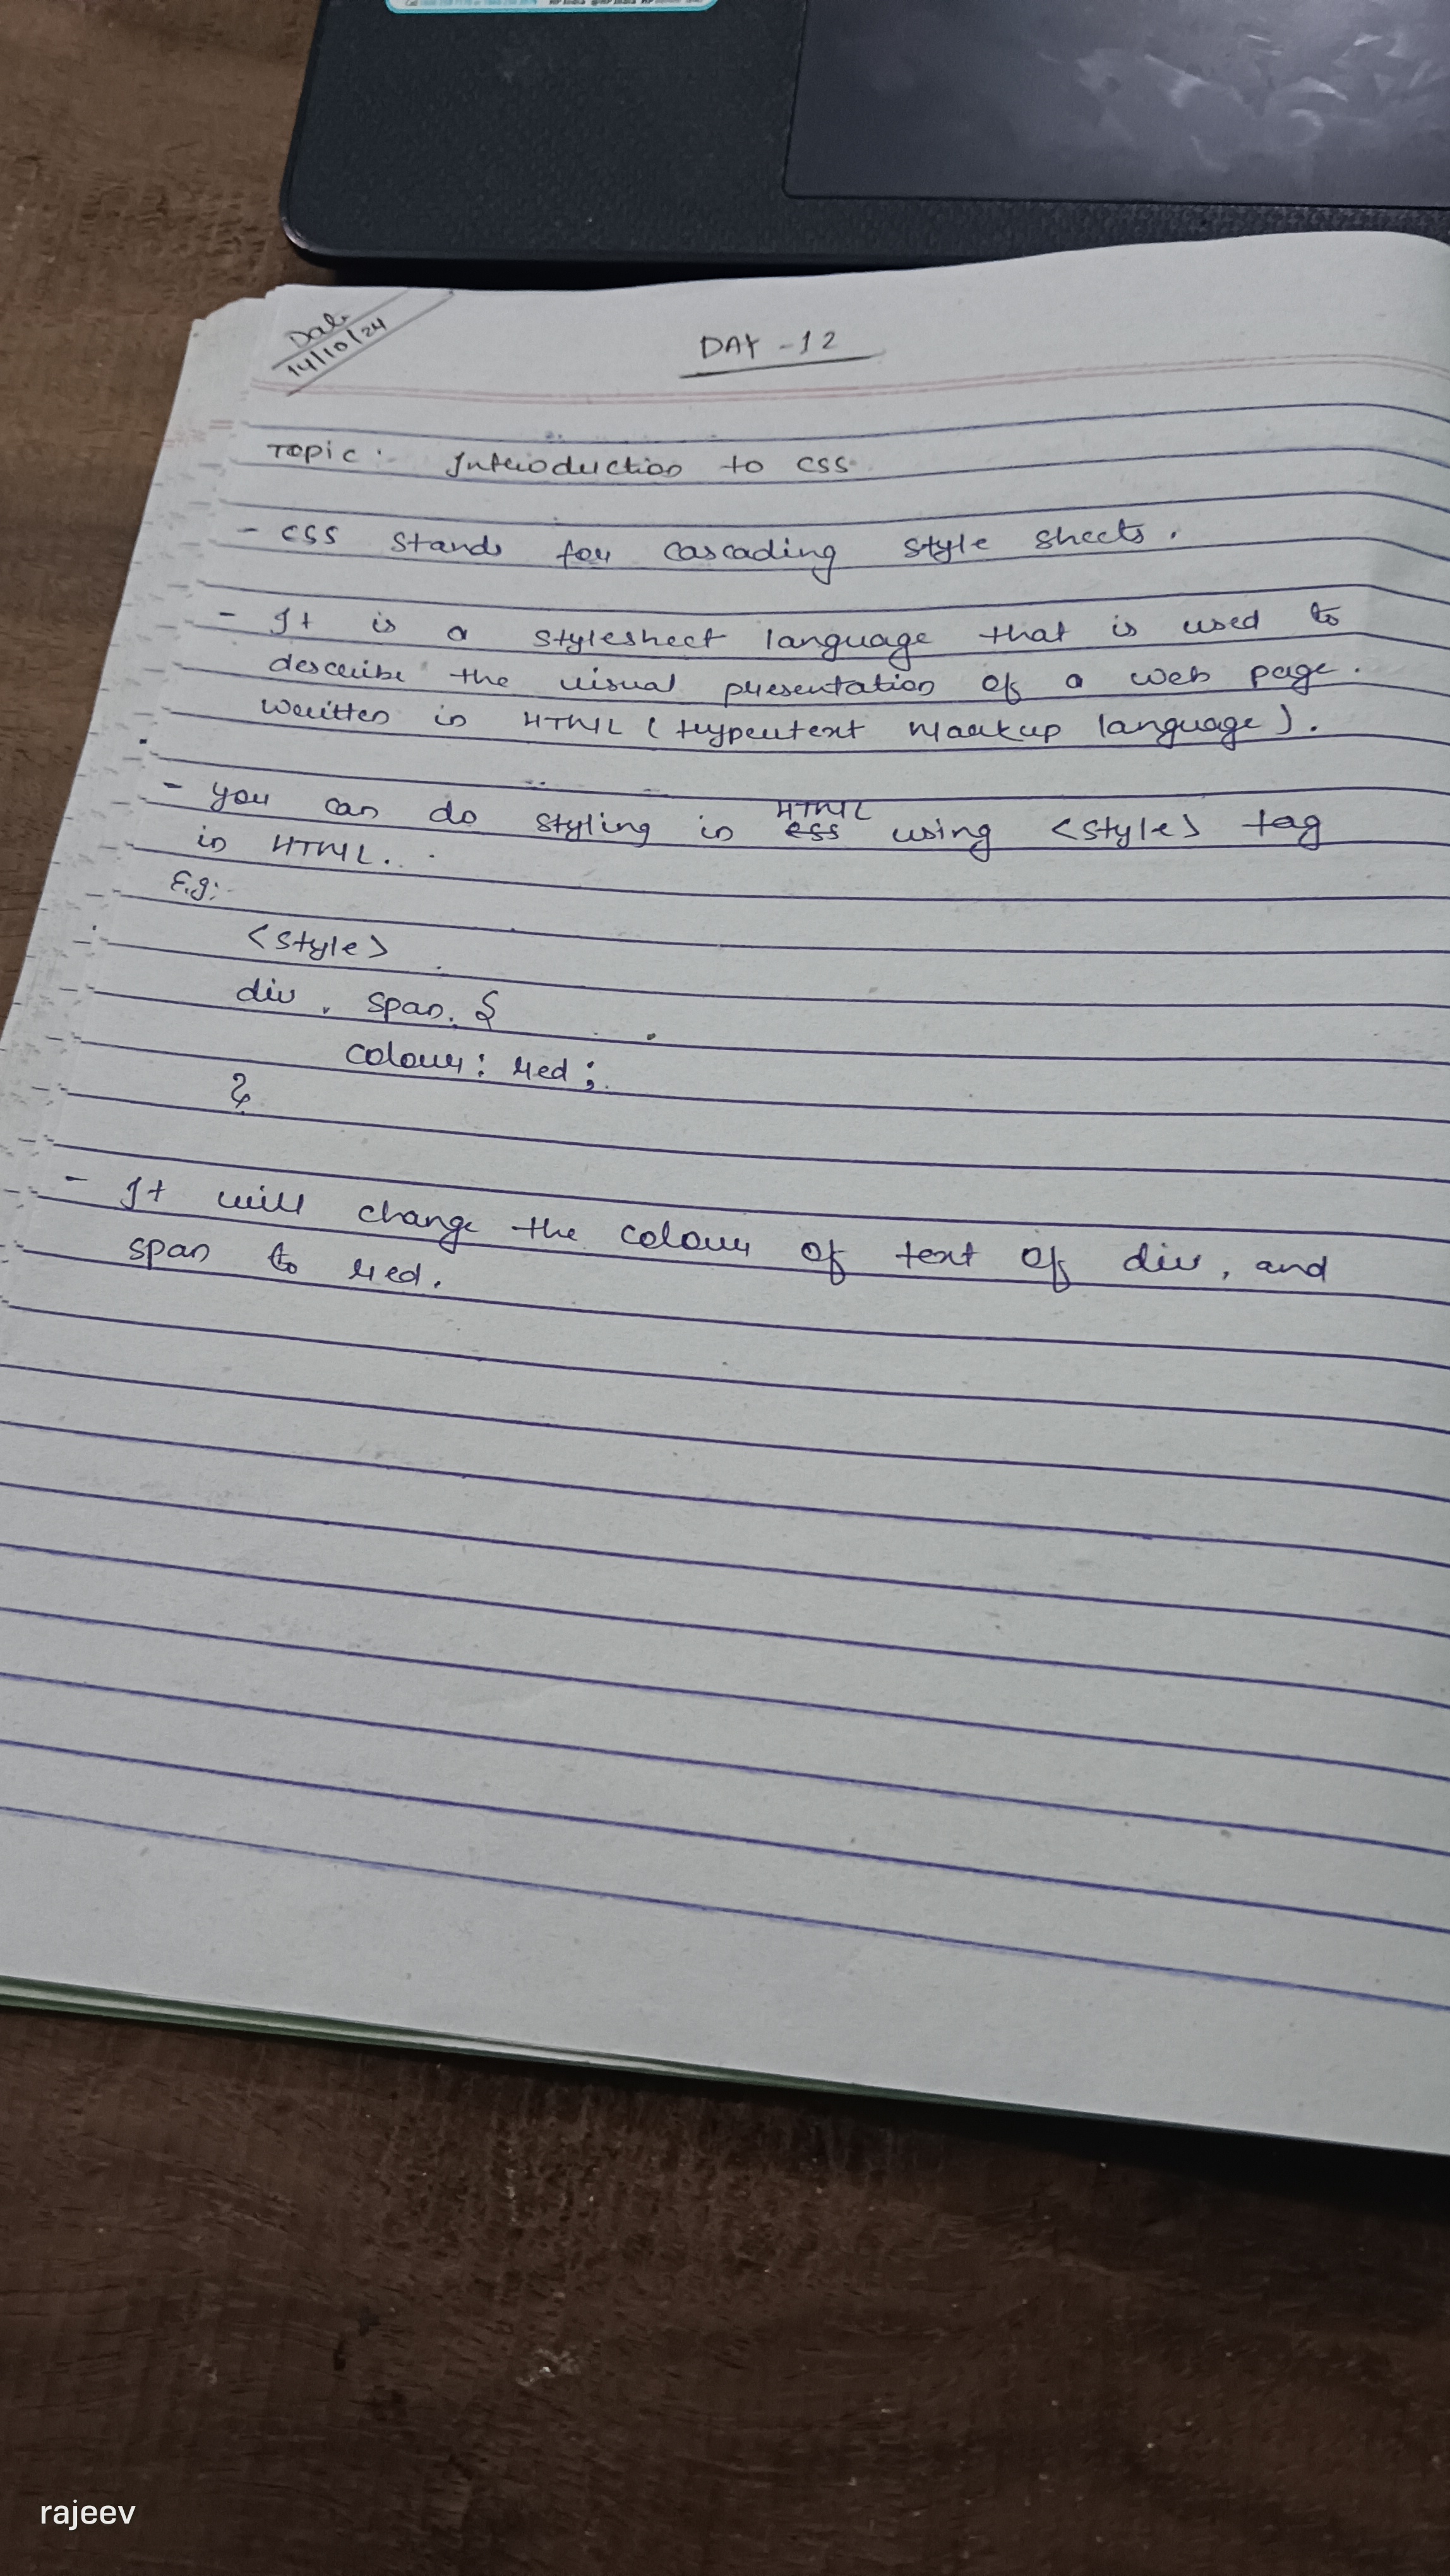 Date
14/10/24
DAY - 12
Topic: Introduction to CSS.
- CSS stands for cascading style sheets.
- It is a stylesheet language that is used to
describe the visual presentation of a web page.
written in HTML (Hypertext Markup language).
- you can do styling in HTML using <style> tag
in HTML.
E.g:-
<style>
div, span. {
colour: red;
}
- It will change the colour of text of div, and
span to red.
rajeev